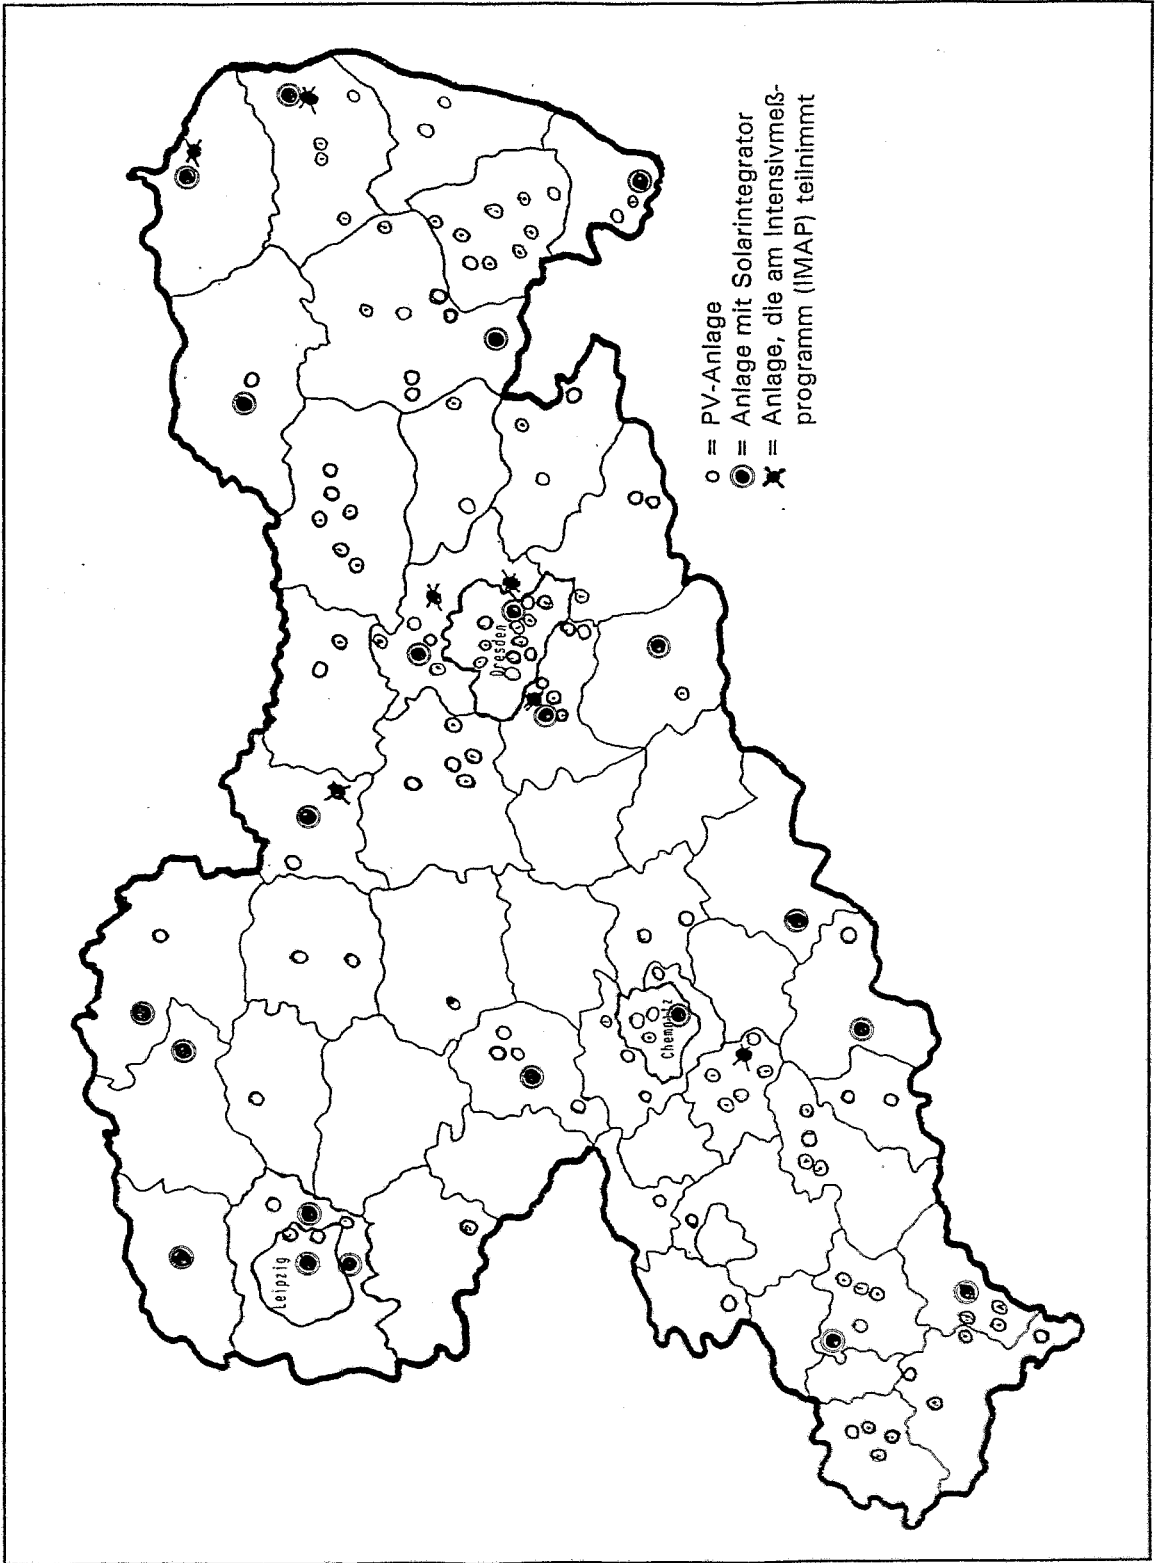 Leipzig
Dresden
Chemnitz
o = PV-Anlage
= Anlage mit Solarintegrator
= Anlage, die am Intensivmeß-
programm (IMAP) teilnimmt